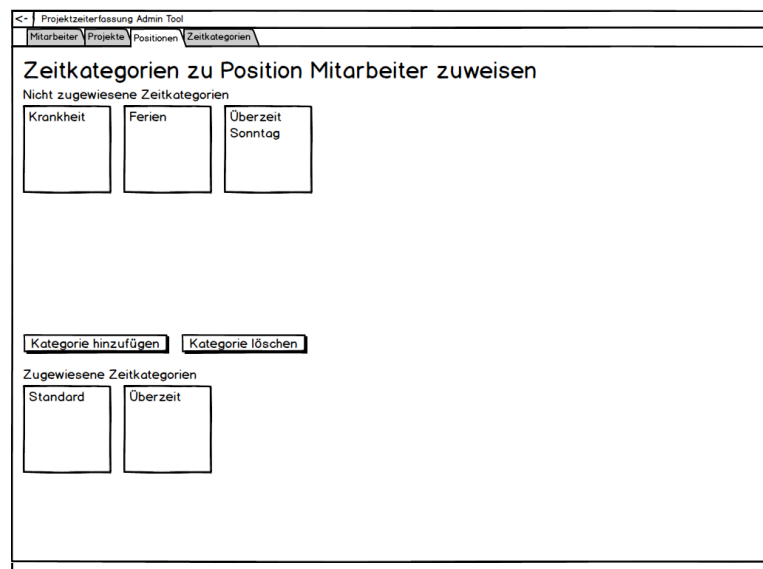 <- Projektzeiterfassung Admin Tool
Mitarbeiter Projekte Positionen Zeitkategorien
Zeitkategorien zu Position Mitarbeiter zuweisen
Nicht zugewiesene Zeitkategorien
Krankheit Ferien Überzeit
Sonntag
Kategorie hinzufügen Kategorie löschen
Zugewiesene Zeitkategorien
Standard Überzeit